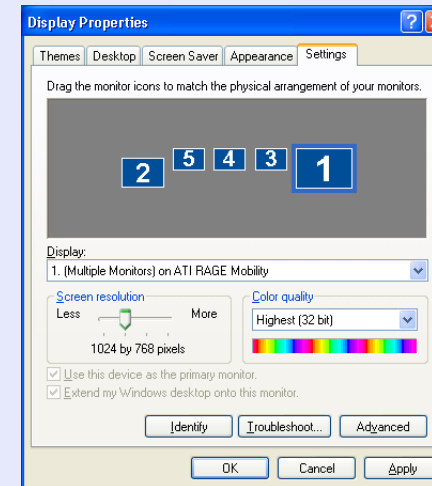 Display Properties
?
Themes Desktop Screen Saver Appearance Settings
Drag the monitor icons to match the physical arrangement of your monitors.
2 5 4 3 1
Display:
1. (Multiple Monitors) on ATI RAGE Mobility
Screen resolution
Less More
1024 by 768 pixels
Color quality
Highest (32 bit)
Use this device as the primary monitor.
Extend my Windows desktop onto this monitor.
Identify Troubleshoot... Advanced
OK Cancel Apply